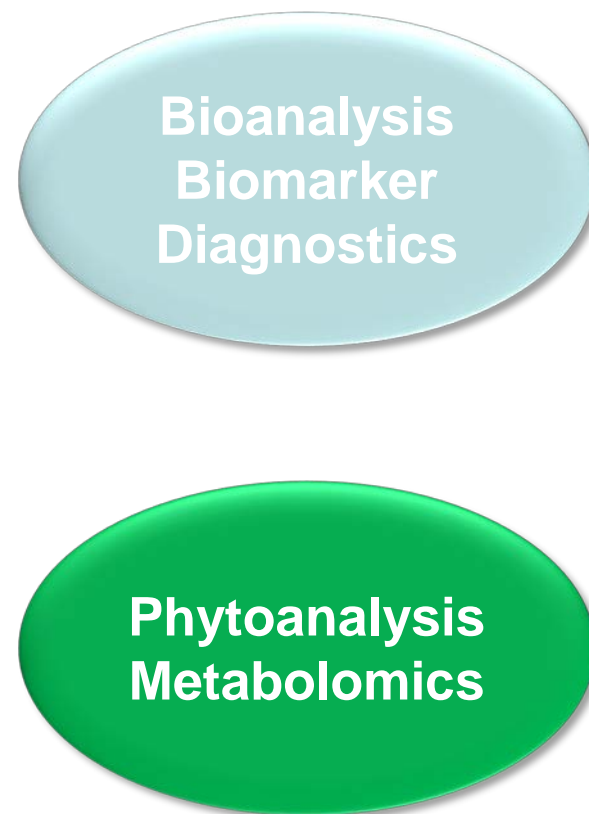 Bioanalysis
Biomarker
Diagnostics
Phytoanalysis
Metabolomics